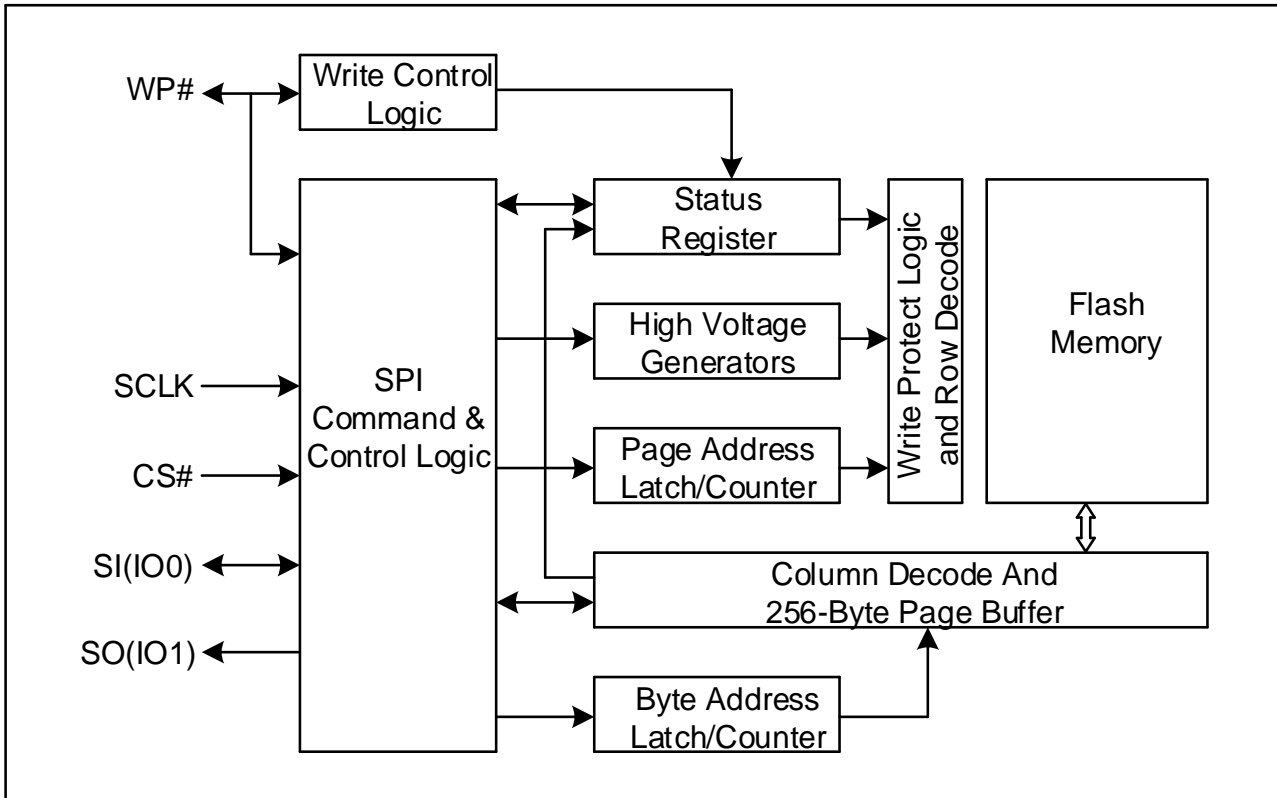 WP#
Write Control
Logic
SCLK
CS#
SI(IO0)
SO(IO1)
SPI
Command &
Control Logic
Status
Register
High Voltage
Generators
Page Address
Latch/Counter
Write Protect Logic
and Row Decode
Flash
Memory
Column Decode And
256-Byte Page Buffer
Byte Address
Latch/Counter